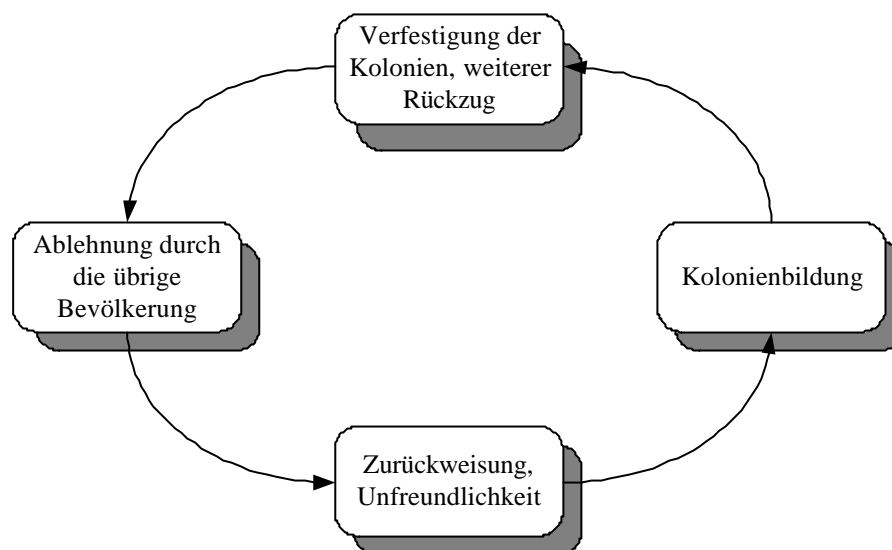 Verfestigung der
Kolonien, weiterer
Rückzug
Ablehnung durch
die übrige
Bevölkerung
Kolonienbildung
Zurückweisung,
Unfreundlichkeit